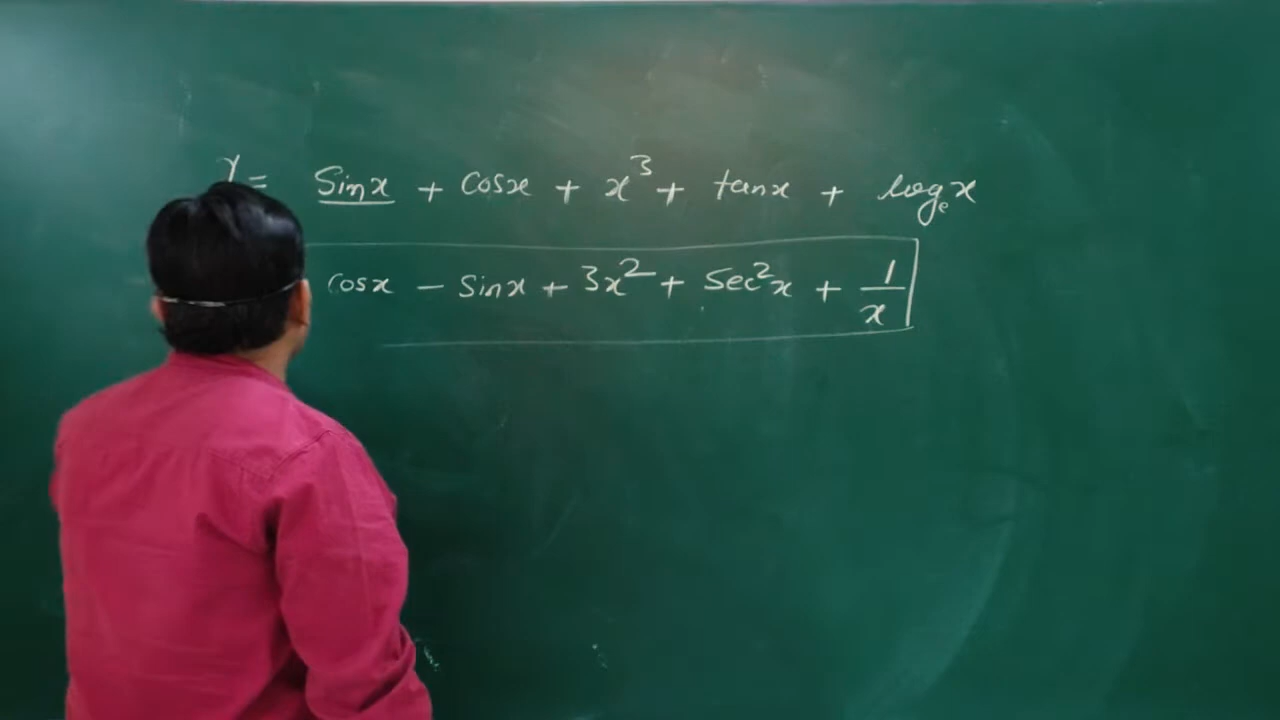 y = Sinx + cosx + x³ + tanx + logₑx
cosx – sinx + 3x² + Sec²x + 1/x